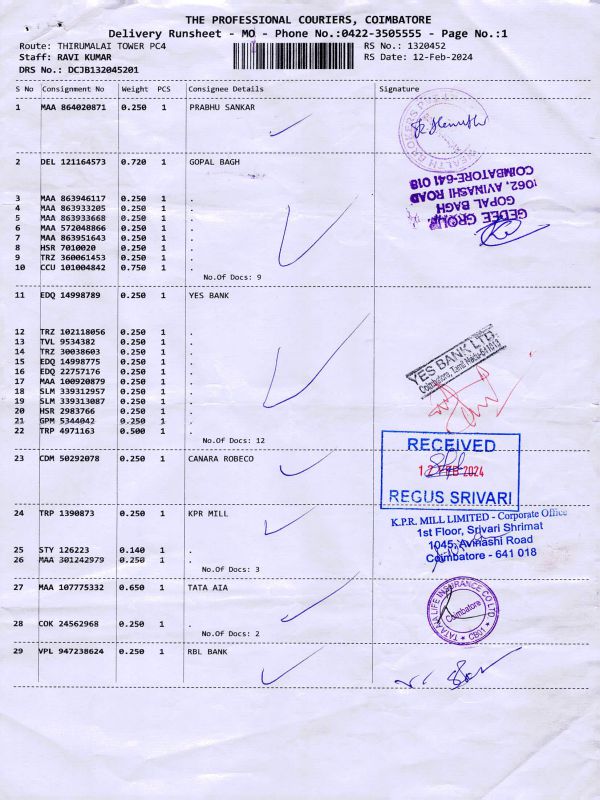 THE PROFESSIONAL COURIERS, COIMBATORE
Delivery Runsheet - MO - Phone No.:0422-3505555 - Page No.:1
Route: THIRUMALAI TOWER PC4 RS No.: 1320452
Staff: RAVI KUMAR RS Date: 12-Feb-2024
DRS No.: DCJB132045201
S No Consignment No Weight PCS Consignee Details Signature
1 MAA 864020871 0.250 1 PRABHU SANKAR
2 DEL 121164573 0.720 1 GOPAL BAGH
GEDEE GROUP
GOPAL BAGH
1062, AVINASHI ROAD
COIMBATORE-641 018
3 MAA 863946117 0.250 1 .
4 MAA 863933205 0.250 1 .
5 MAA 863933668 0.250 1 .
6 MAA 572048866 0.250 1 .
7 MAA 863951643 0.250 1 .
8 HSR 7010020 0.250 1 .
9 TRZ 360061453 0.250 1 .
10 CCU 101004842 0.750 1 .
No.Of Docs: 9
11 EDQ 14998789 0.250 1 YES BANK
12 TRZ 102118056 0.250 1 .
13 TVL 9534382 0.250 1 .
14 TRZ 30038603 0.250 1 .
15 EDQ 14998775 0.250 1 .
16 EDQ 22757176 0.250 1 .
17 MAA 100920879 0.250 1 .
18 SLM 339312957 0.250 1 .
19 SLM 339313087 0.250 1 .
20 HSR 2983766 0.250 1 .
21 GPM 5344042 0.250 1 .
22 TRP 4971163 0.500 1 .
No.Of Docs: 12
YES BANK LTD.
Coimbatore, Tamil Nadu-641018
23 CDM 50292078 0.250 1 CANARA ROBECO
RECEIVED
12 FEB 2024
REGUS SRIVARI
24 TRP 1390873 0.250 1 KPR MILL
K.P.R. MILL LIMITED - Corporate Office
1st Floor, Srivari Shrimat
1045, Avinashi Road
Coimbatore - 641 018
25 STY 126223 0.140 1 .
26 MAA 301242979 0.250 1 .
No.Of Docs: 3
27 MAA 107775332 0.650 1 TATA AIA
TATA AIA LIFE INSURANCE CO LTD
Coimbatore
CB01
28 COK 24562968 0.250 1 .
No.Of Docs: 2
29 VPL 947238624 0.250 1 RBL BANK